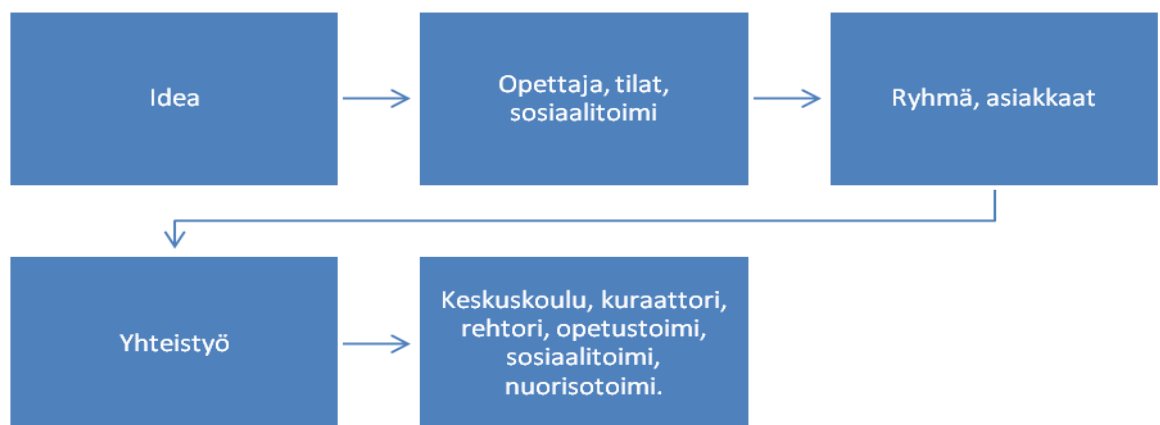 Idea
Opettaja, tilat,
sosiaalitoimi
Ryhmä, asiakkaat
Yhteistyö
Keskuskoulu, kuraattori,
rehtori, opetustoimi,
sosiaalitoimi,
nuorisotoimi.